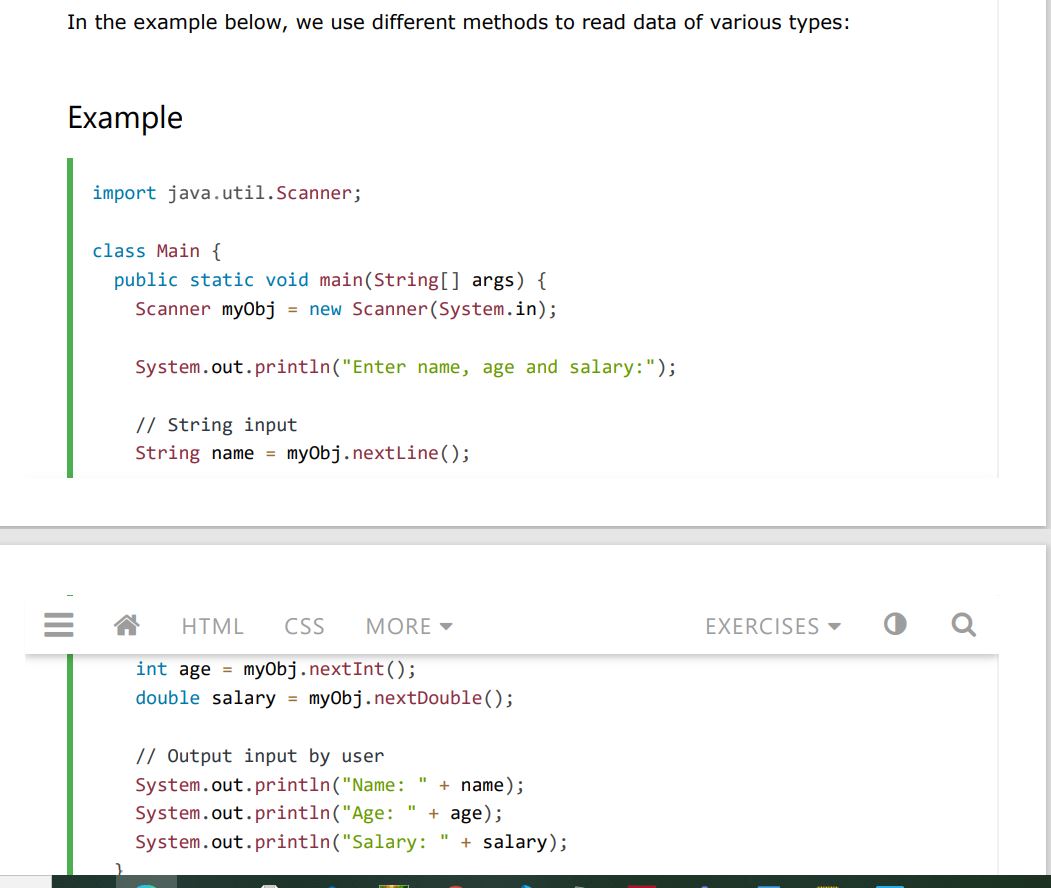 In the example below, we use different methods to read data of various types:
Example
import java.util.Scanner;
class Main {
public static void main(String[] args) {
Scanner myObj = new Scanner(System.in);
System.out.println("Enter name, age and salary:");
// String input
String name = myObj.nextLine();
HTML CSS MORE EXERCISES
int age = myObj.nextInt();
double salary = myObj.nextDouble();
// Output input by user
System.out.println("Name: " + name);
System.out.println("Age: " + age);
System.out.println("Salary: " + salary);
}